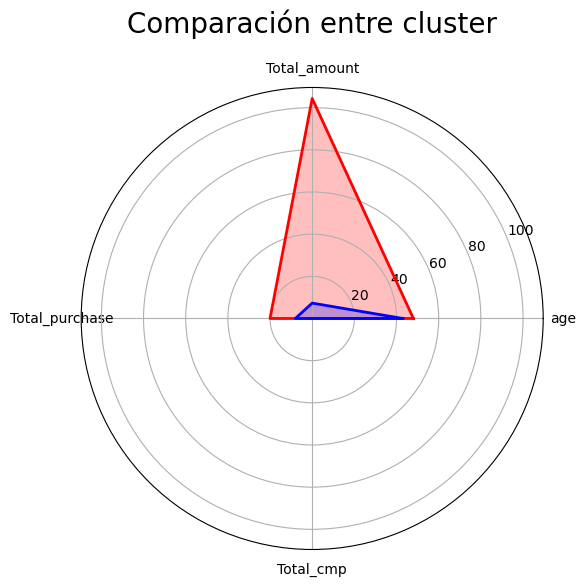 Comparación entre cluster
Total_amount
100
80
60
40
20
Total_purchase
age
Total_cmp